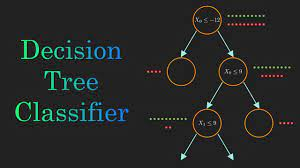 Decision
Tree
Classifier
X₀ ≤ −12
X₀ ≤ 9
X₁ ≤ 9